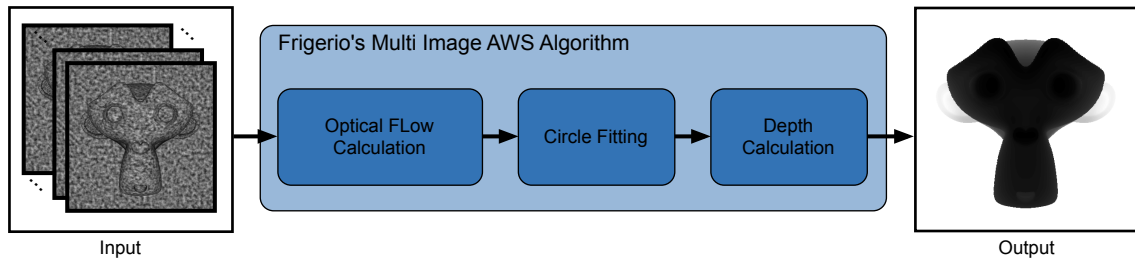 Frigerio's Multi Image AWS Algorithm
Optical FLow
Calculation
Circle Fitting
Depth
Calculation
Input
Output